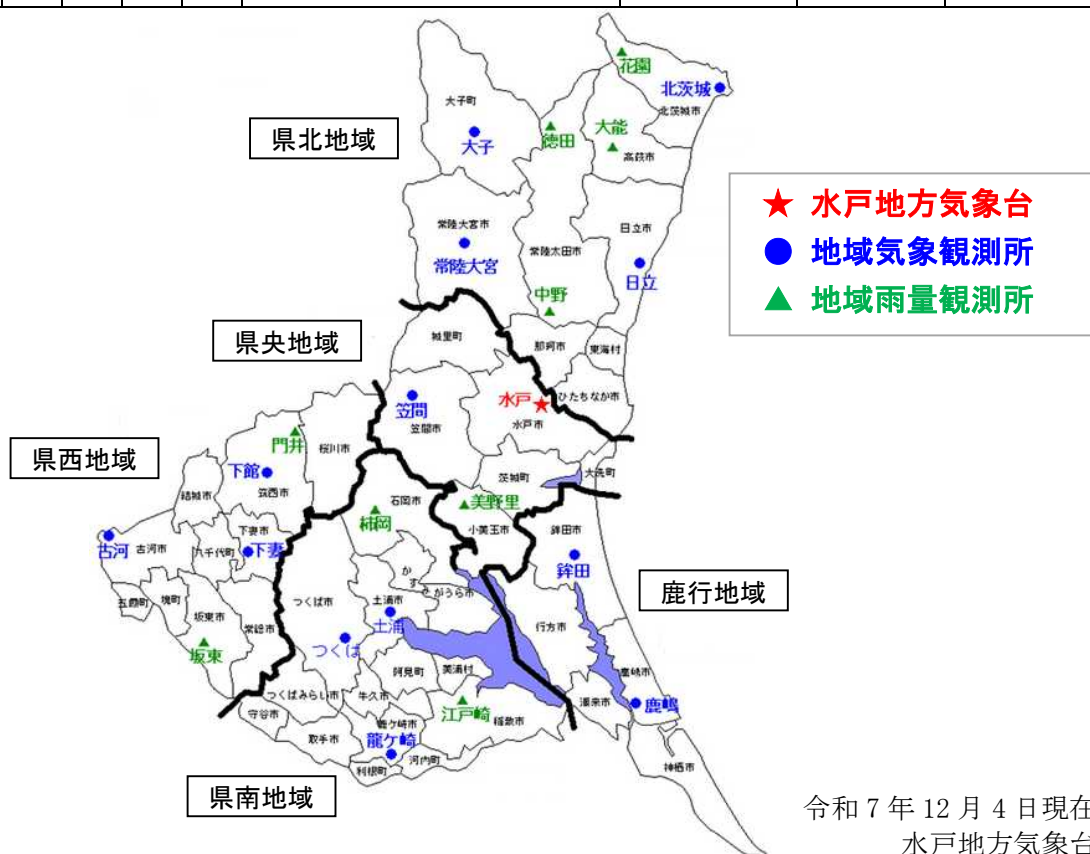 花園
北茨城
大子町
北茨城市
県北地域
大能
徳田
大子
高萩市
★ 水戸地方気象台
● 地域気象観測所
▲ 地域雨量観測所
常陸大宮市
日立市
常陸太田市
常陸大宮
日立
中野
県央地域
城里町
那珂市
東海村
水戸
ひたちなか市
笠間
笠間市
水戸市
門井
桜川市
県西地域
下館
筑西市
結城市
茨城町
大洗町
石岡市
美野里
柿岡
小美玉市
鉾田市
下妻市
古河
古河市
八千代町
下妻
鉾田
かすみがうら市
鹿行地域
五霞町
境町
つくば市
土浦市
坂東市
土浦
常総市
行方市
つくば
坂東
阿見町
美浦村
鹿嶋市
つくばみらい市
牛久市
潮来市
鹿嶋
守谷市
江戸崎
稲敷市
龍ケ崎市
取手市
龍ケ崎
河内町
利根町
神栖市
県南地域
令和 7 年 12 月 4 日現在
水戸地方気象台